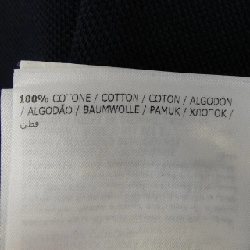 100% COTONE / COTTON / COTON / ALGODON
/ ALGODÃO / BAUMWOLLE / PAMUK / ХЛОПОК /
قطن